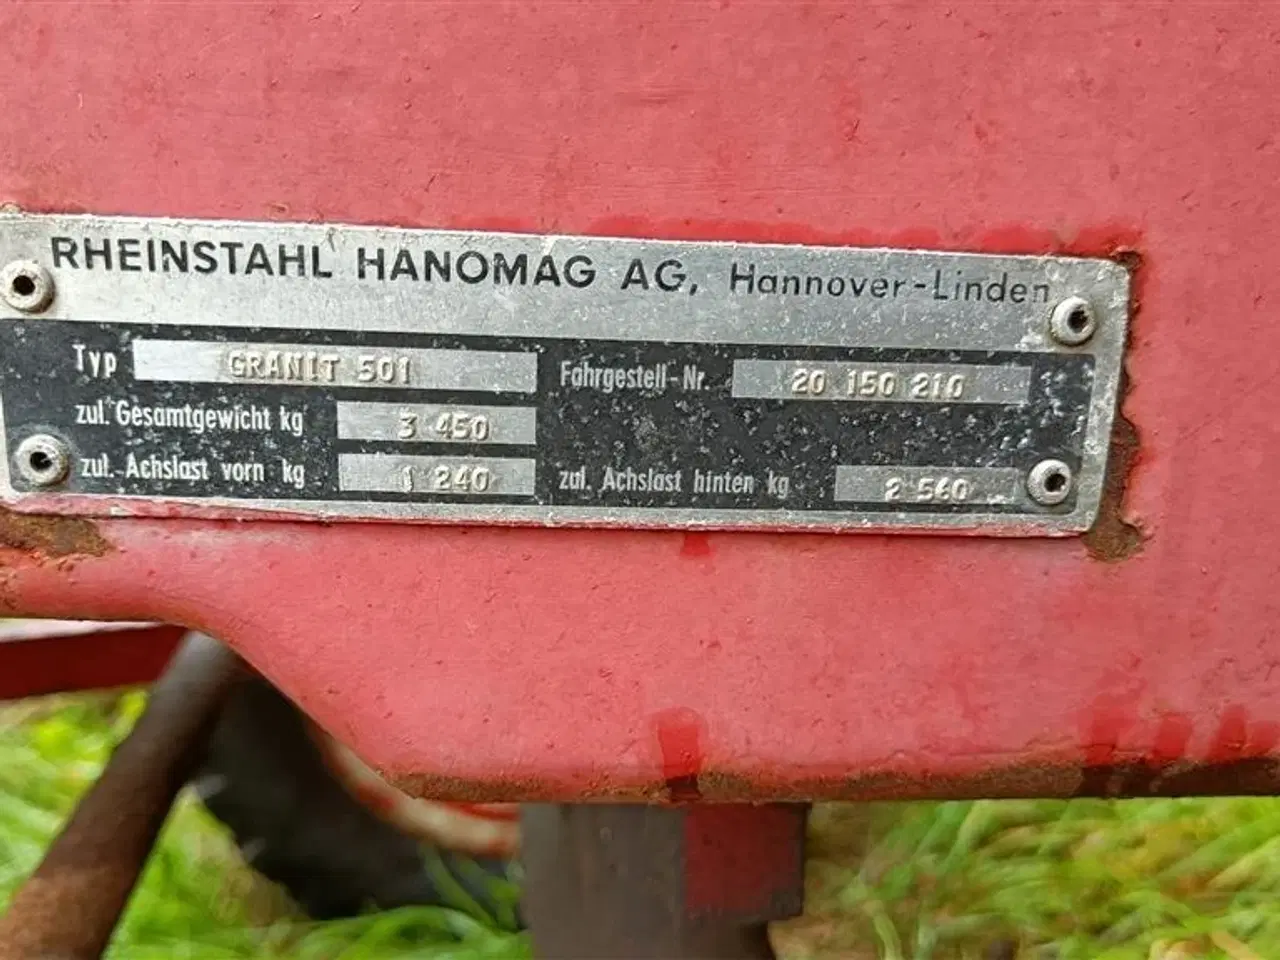 RHEINSTAHL HANOMAG AG, Hannover-Linden
Typ GRANIT 501 Fahrgestell-Nr. 20 150 210
zul. Gesamtgewicht kg 3 450
zul. Achslast vorn kg 1 240 zul. Achslast hinten kg 2 560